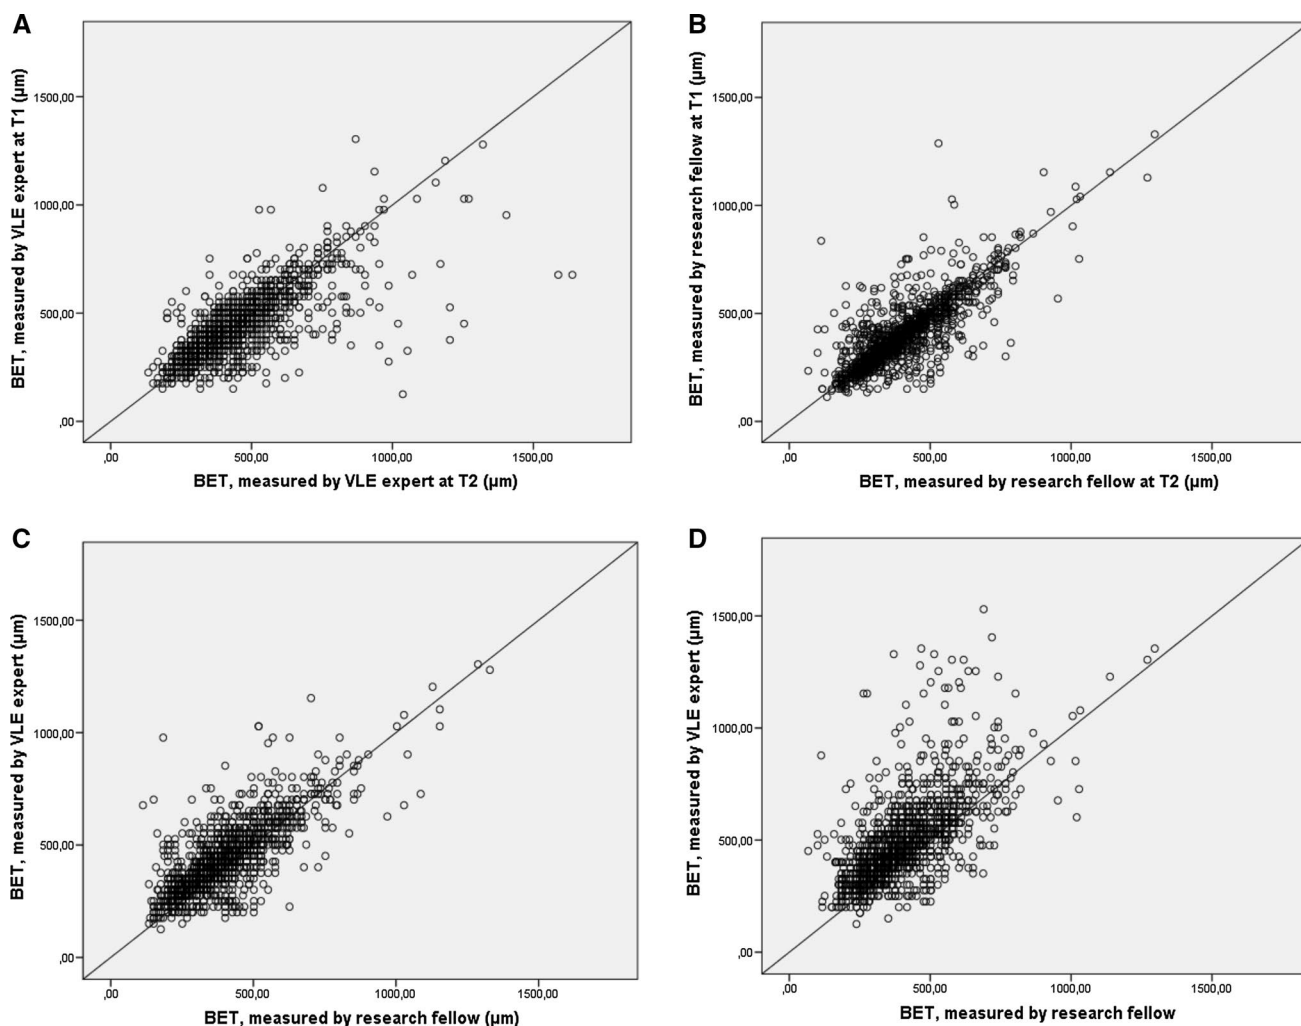 A
BET, measured by VLE expert at T1 (µm)
1500,00
1000,00
500,00
,00
,00
500,00
1000,00
1500,00
BET, measured by VLE expert at T2 (µm)
B
BET, measured by research fellow at T1 (µm)
1500,00
1000,00
500,00
,00
,00
500,00
1000,00
1500,00
BET, measured by research fellow at T2 (µm)
C
BET, measured by VLE expert (µm)
1500,00
1000,00
500,00
,00
,00
500,00
1000,00
1500,00
BET, measured by research fellow (µm)
D
BET, measured by VLE expert (µm)
1500,00
1000,00
500,00
,00
,00
500,00
1000,00
1500,00
BET, measured by research fellow